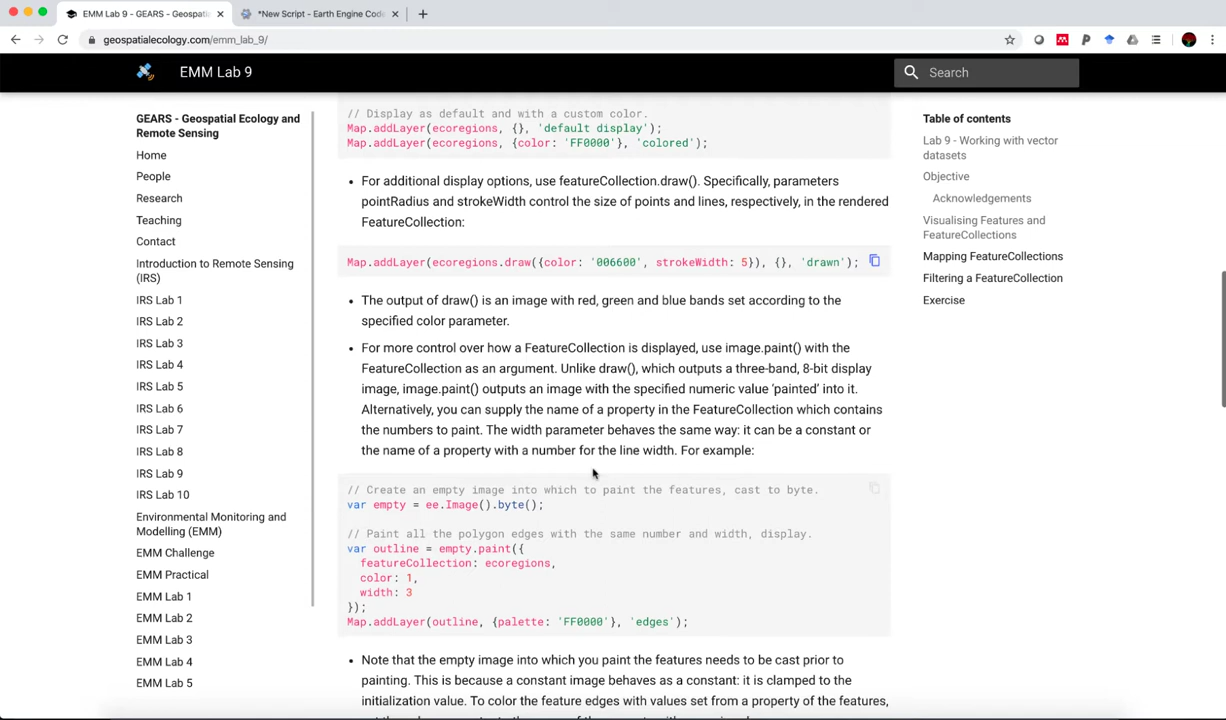 EMM Lab 9 - GEARS - Geospati
*New Script - Earth Engine Cod
geospatialecology.com/emm_lab_9/
EMM Lab 9
Search
GEARS - Geospatial Ecology and
Remote Sensing
Home
People
Research
Teaching
Contact
Introduction to Remote Sensing
(IRS)
IRS Lab 1
IRS Lab 2
IRS Lab 3
IRS Lab 4
IRS Lab 5
IRS Lab 6
IRS Lab 7
IRS Lab 8
IRS Lab 9
IRS Lab 10
Environmental Monitoring and
Modelling (EMM)
EMM Challenge
EMM Practical
EMM Lab 1
EMM Lab 2
EMM Lab 3
EMM Lab 4
EMM Lab 5
// Display as default and with a custom color.
Map.addLayer(ecoregions, {}, 'default display');
Map.addLayer(ecoregions, {color: 'FF0000'}, 'colored');
• For additional display options, use featureCollection.draw(). Specifically, parameters
pointRadius and strokeWidth control the size of points and lines, respectively, in the rendered
FeatureCollection:
Map.addLayer(ecoregions.draw({color: '006600', strokeWidth: 5}), {}, 'drawn');
• The output of draw() is an image with red, green and blue bands set according to the
specified color parameter.
• For more control over how a FeatureCollection is displayed, use image.paint() with the
FeatureCollection as an argument. Unlike draw(), which outputs a three-band, 8-bit display
image, image.paint() outputs an image with the specified numeric value 'painted' into it.
Alternatively, you can supply the name of a property in the FeatureCollection which contains
the numbers to paint. The width parameter behaves the same way: it can be a constant or
the name of a property with a number for the line width. For example:
// Create an empty image into which to paint the features, cast to byte.
var empty = ee.Image().byte();
// Paint all the polygon edges with the same number and width, display.
var outline = empty.paint({
featureCollection: ecoregions,
color: 1,
width: 3
});
Map.addLayer(outline, {palette: 'FF0000'}, 'edges');
• Note that the empty image into which you paint the features needs to be cast prior to
painting. This is because a constant image behaves as a constant: it is clamped to the
initialization value. To color the feature edges with values set from a property of the features,
Table of contents
Lab 9 - Working with vector
datasets
Objective
Acknowledgements
Visualising Features and
FeatureCollections
Mapping FeatureCollections
Filtering a FeatureCollection
Exercise